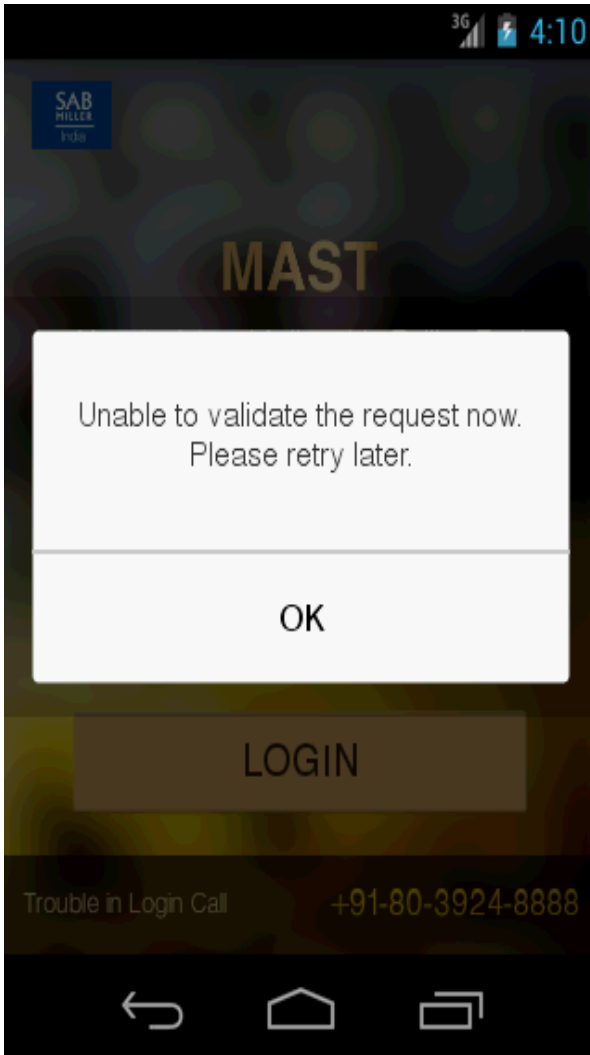 3G
4:10
SAB
MILLER
India
MAST
Unable to validate the request now.
Please retry later.
OK
LOGIN
Trouble in Login Call +91-80-3924-8888